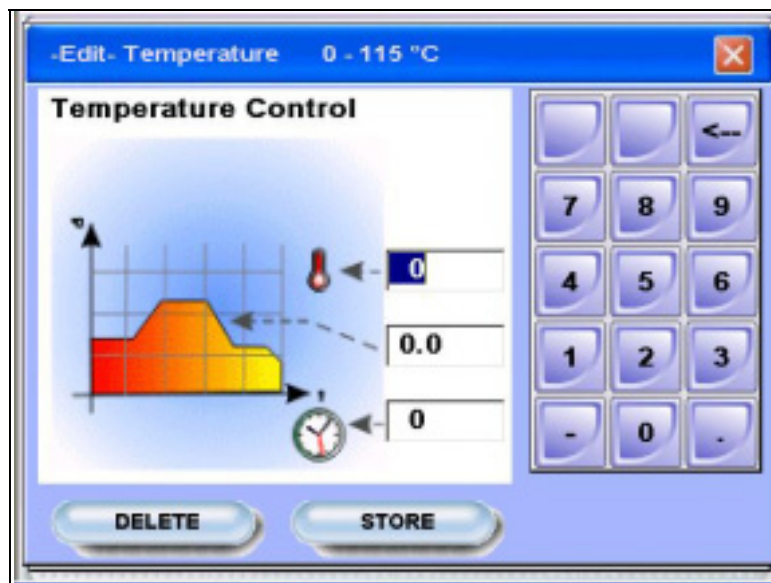 -Edit- Temperature 0 - 115 °C
Temperature Control
<--
7 8 9
0
4 5 6
0.0
1 2 3
0
- 0 .
DELETE STORE